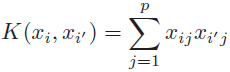 K(x_i, x_{i'}) = \sum_{j=1}^{p} x_{ij} x_{i'j}